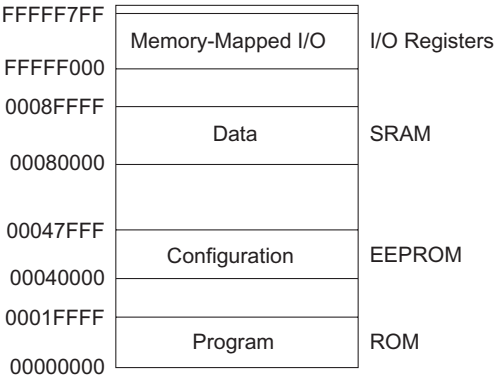 FFFFF7FF
Memory-Mapped I/O I/O Registers
FFFFF000
0008FFFF
Data SRAM
00080000
00047FFF
Configuration EEPROM
00040000
0001FFFF
Program ROM
00000000